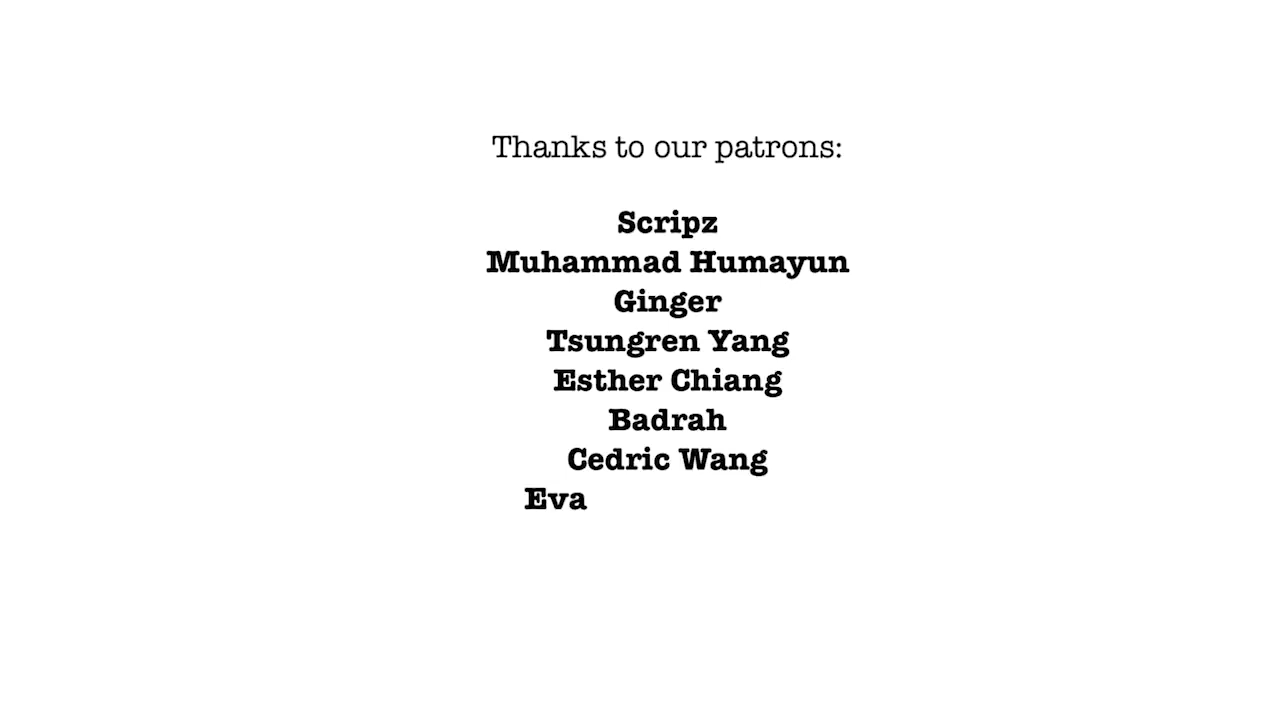 Thanks to our patrons:
Scripz
Muhammad Humayun
Ginger
Tsungren Yang
Esther Chiang
Badrah
Cedric Wang
Eva